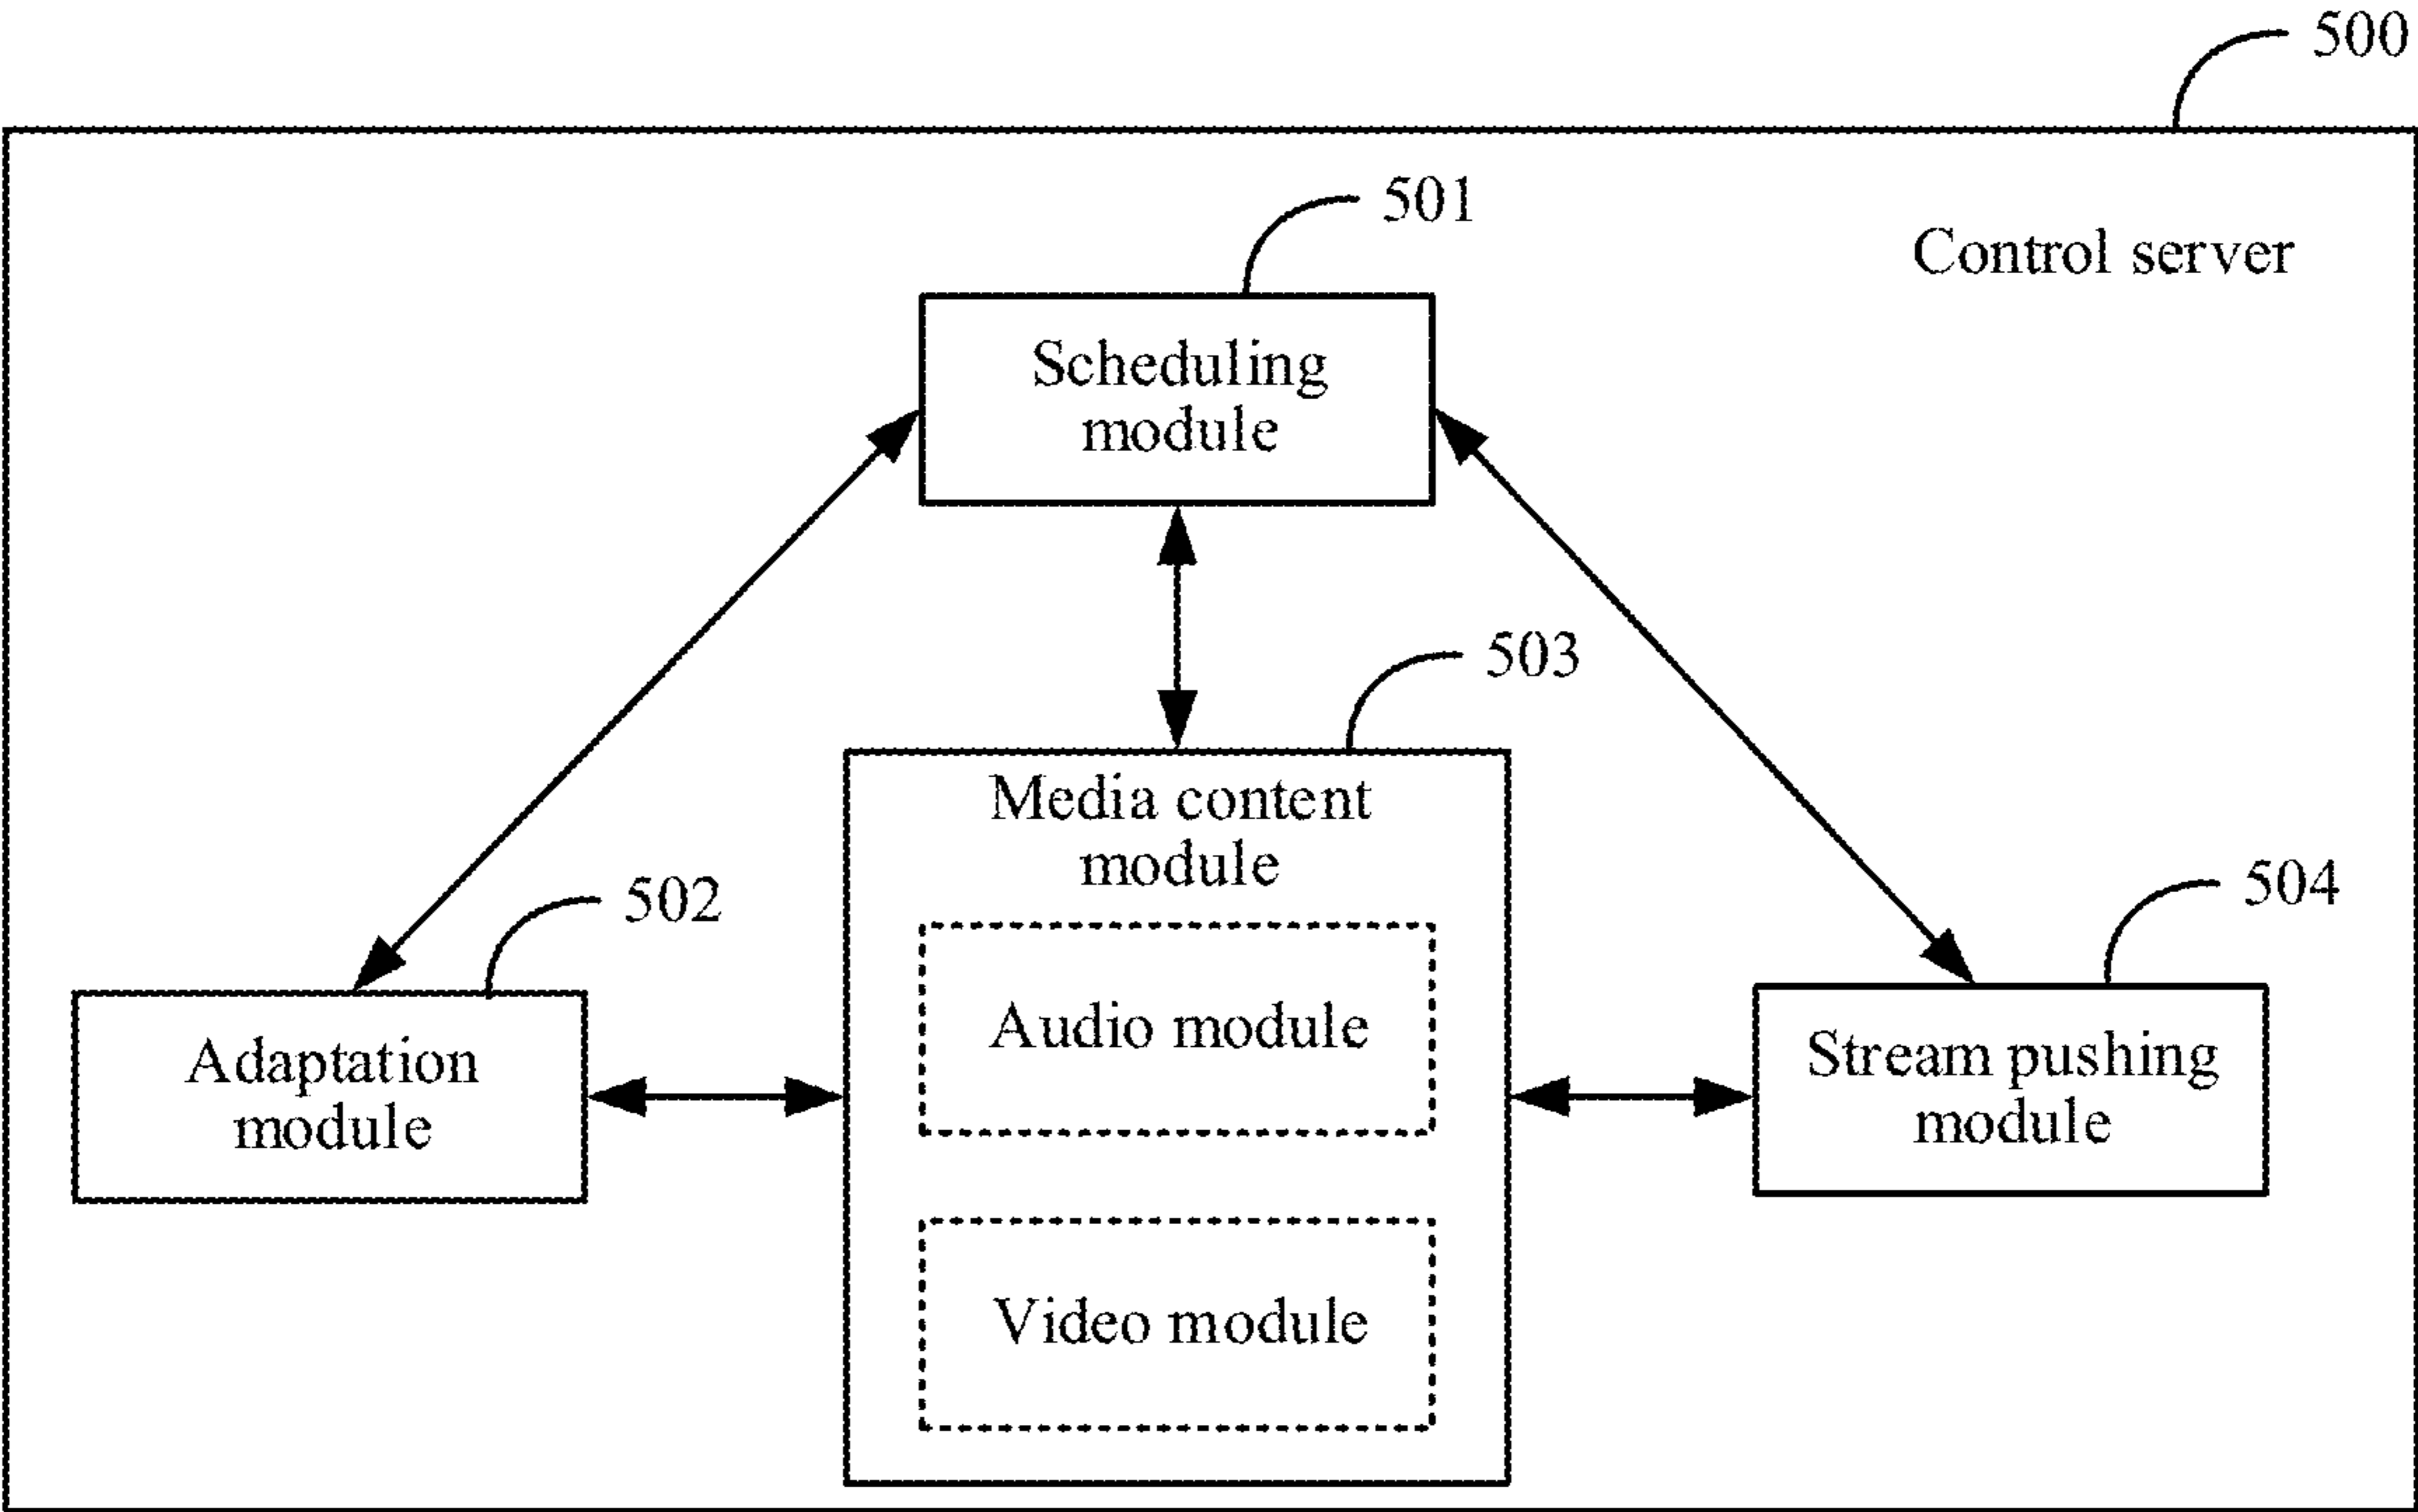 500
Control server
501
Scheduling
module
503
Media content
module
502
Adaptation
module
Audio module
Video module
504
Stream pushing
module